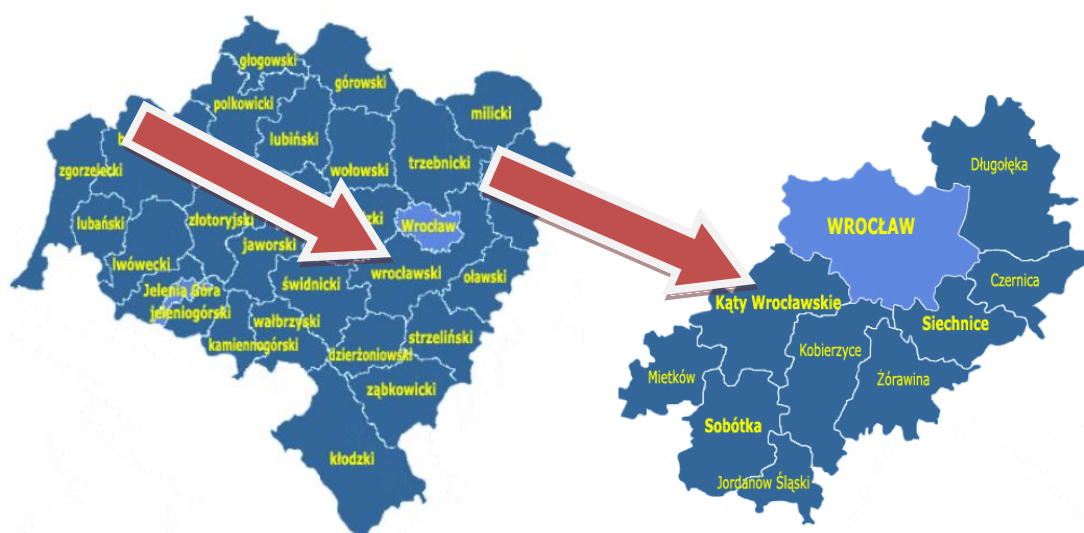 głogowski
górowski
polkowicki
milicki
lubiński
trzebnicki
wołowski
zgorzelecki
lubański
złotoryjski
Wrocław
jaworski
lwówecki
wrocławski
oławski
świdnicki
Jelenia Góra
jeleniogórski
wałbrzyski
strzeliński
kamiennogórski
dzierżoniowski
ząbkowicki
kłodzki
Długołęka
WROCŁAW
Czernica
Kąty Wrocławskie
Siechnice
Kobierzyce
Mietków
Żórawina
Sobótka
Jordanów Śląski